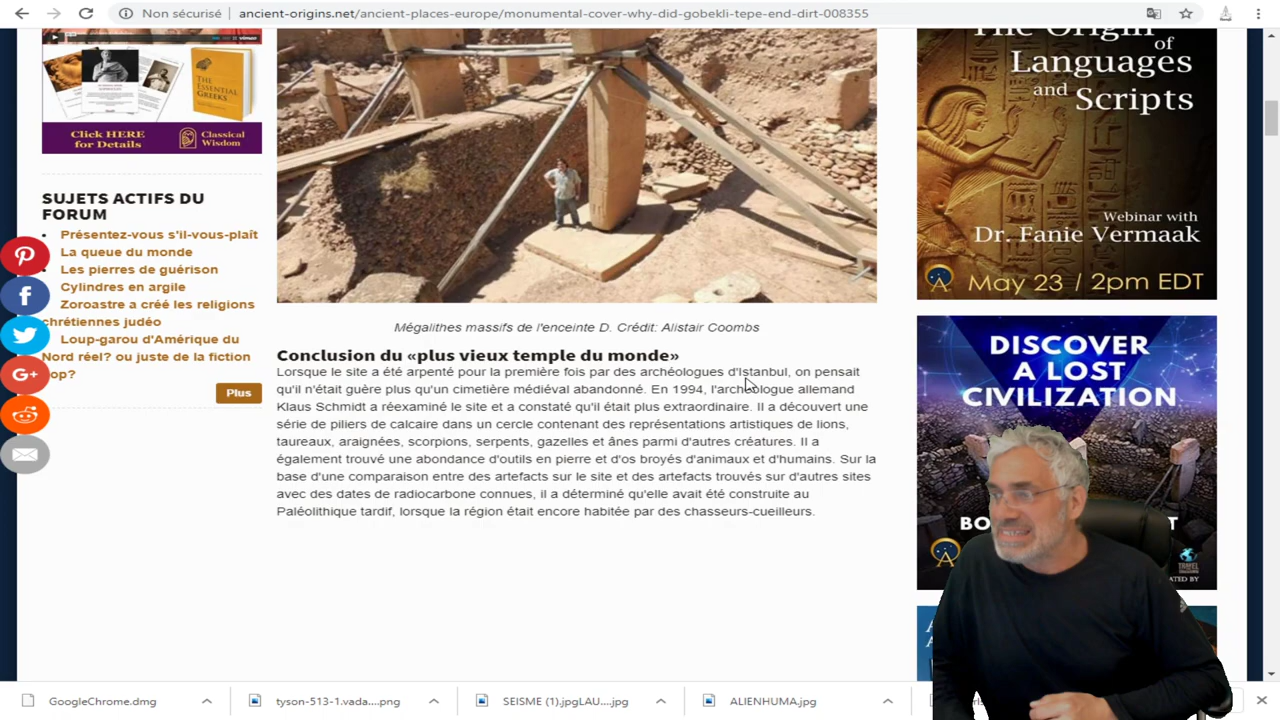 Non sécurisé | ancient-origins.net/ancient-places-europe/monumental-cover-why-did-gobekli-tepe-end-dirt-008355
THE
ESSENTIAL
GREEKS
Click HERE
for Details
Classical
Wisdom
SUJETS ACTIFS DU
FORUM
Présentez-vous s'il-vous-plaît
La queue du monde
Les pierres de guérison
Cylindres en argile
Zoroastre a créé les religions
chrétiennes judéo
Loup-garou d'Amérique du
Nord réel? ou juste de la fiction
op?
Plus
Mégalithes massifs de l'enceinte D. Crédit: Alistair Coombs
Conclusion du «plus vieux temple du monde»
Lorsque le site a été arpenté pour la première fois par des archéologues d'Istanbul, on pensait
qu'il n'était guère plus qu'un cimetière médiéval abandonné. En 1994, l'archéologue allemand
Klaus Schmidt a réexaminé le site et a constaté qu'il était plus extraordinaire. Il a découvert une
série de piliers de calcaire dans un cercle contenant des représentations artistiques de lions,
taureaux, araignées, scorpions, serpents, gazelles et ânes parmi d'autres créatures. Il a
également trouvé une abondance d'outils en pierre et d'os broyés d'animaux et d'humains. Sur la
base d'une comparaison entre des artefacts sur le site et des artefacts trouvés sur d'autres sites
avec des dates de radiocarbone connues, il a déterminé qu'elle avait été construite au
Paléolithique tardif, lorsque la région était encore habitée par des chasseurs-cueilleurs.
The Origin
of
Languages
and Scripts
Webinar with
Dr. Fanie Vermaak
May 23 / 2pm EDT
DISCOVER
A LOST
CIVILIZATION
BO
T
ATED BY
GoogleChrome.dmg
tyson-513-1.vada....png
SEISME (1).jpgLAU....jpg
ALIENHUMA.jpg